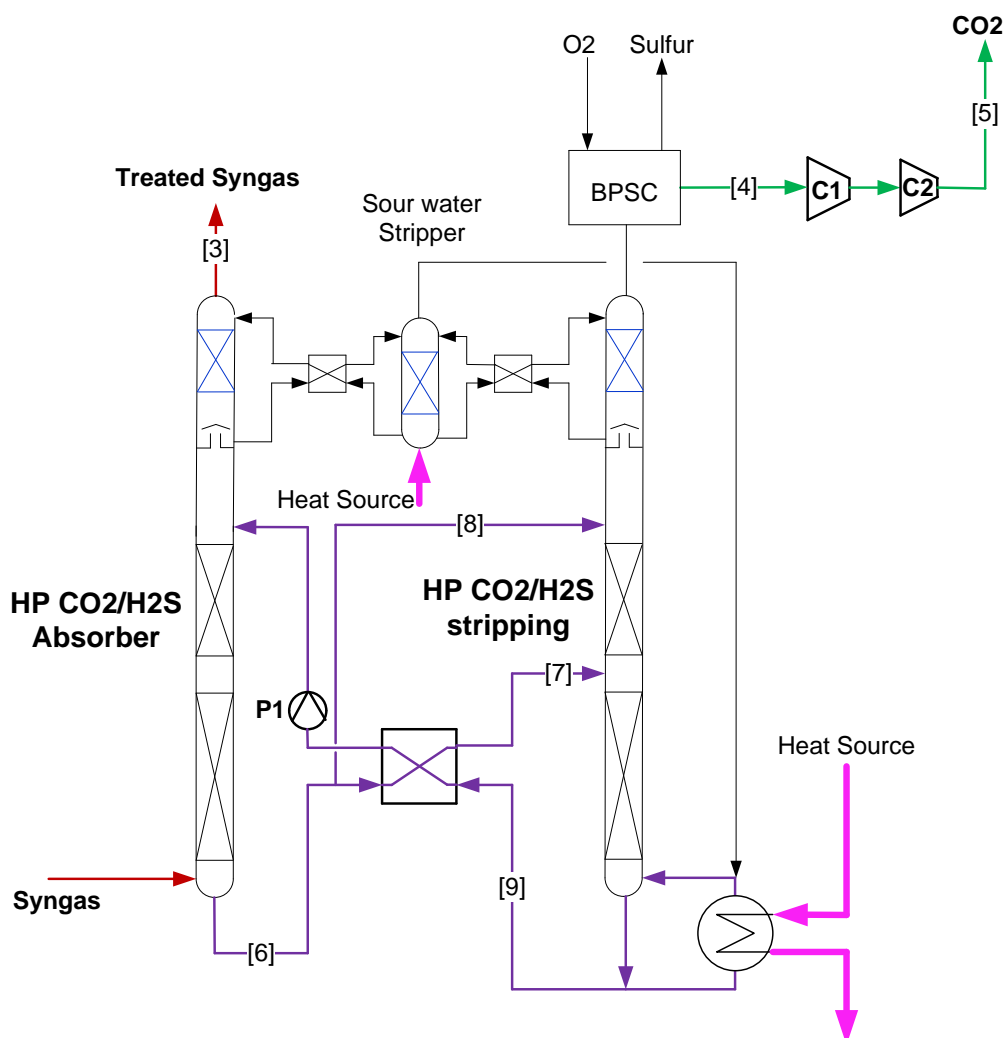 CO2
O2
Sulfur
[5]
Treated Syngas
BPSC
[4]
C1
C2
Sour water
Stripper
[3]
Heat Source
[8]
HP CO2/H2S
Absorber
HP CO2/H2S
stripping
[7]
P1
Heat Source
Syngas
[9]
[6]